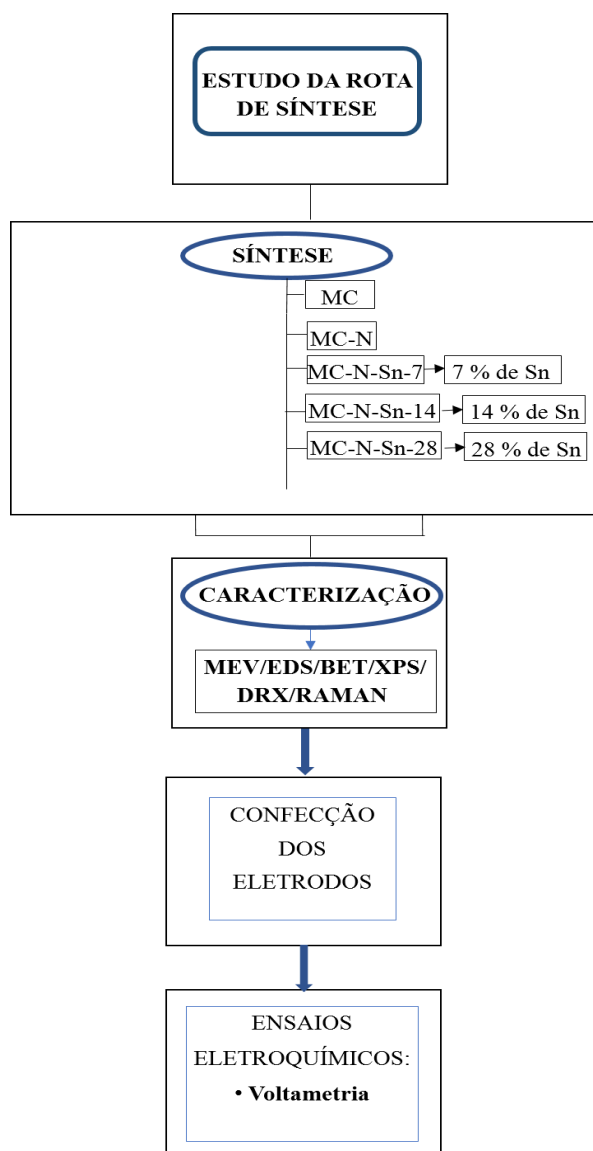 ESTUDO DA ROTA
DE SÍNTESE
SÍNTESE
MC
MC-N
MC-N-Sn-7
7 % de Sn
MC-N-Sn-14
14 % de Sn
MC-N-Sn-28
28 % de Sn
CARACTERIZAÇÃO
MEV/EDS/BET/XPS/
DRX/RAMAN
CONFECÇÃO
DOS
ELETRODOS
ENSAIOS
ELETROQUÍMICOS:
• Voltametria